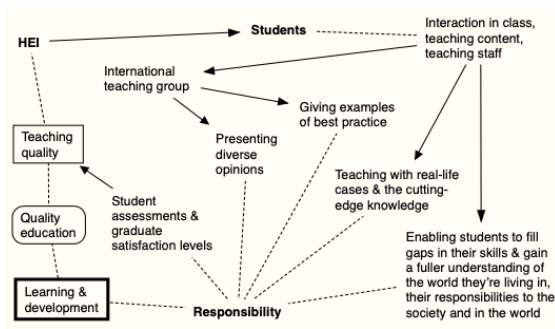 HEI
Students
Interaction in class,
teaching content,
teaching staff
International
teaching group
Giving examples
of best practice
Presenting
diverse
opinions
Teaching
quality
Teaching with real-life
cases & the cutting-
edge knowledge
Student
assessments &
graduate
satisfaction levels
Quality
education
Enabling students to fill
gaps in their skills & gain
a fuller understanding of
the world they're living in,
their responsibilities to the
society and in the world
Learning &
development
Responsibility